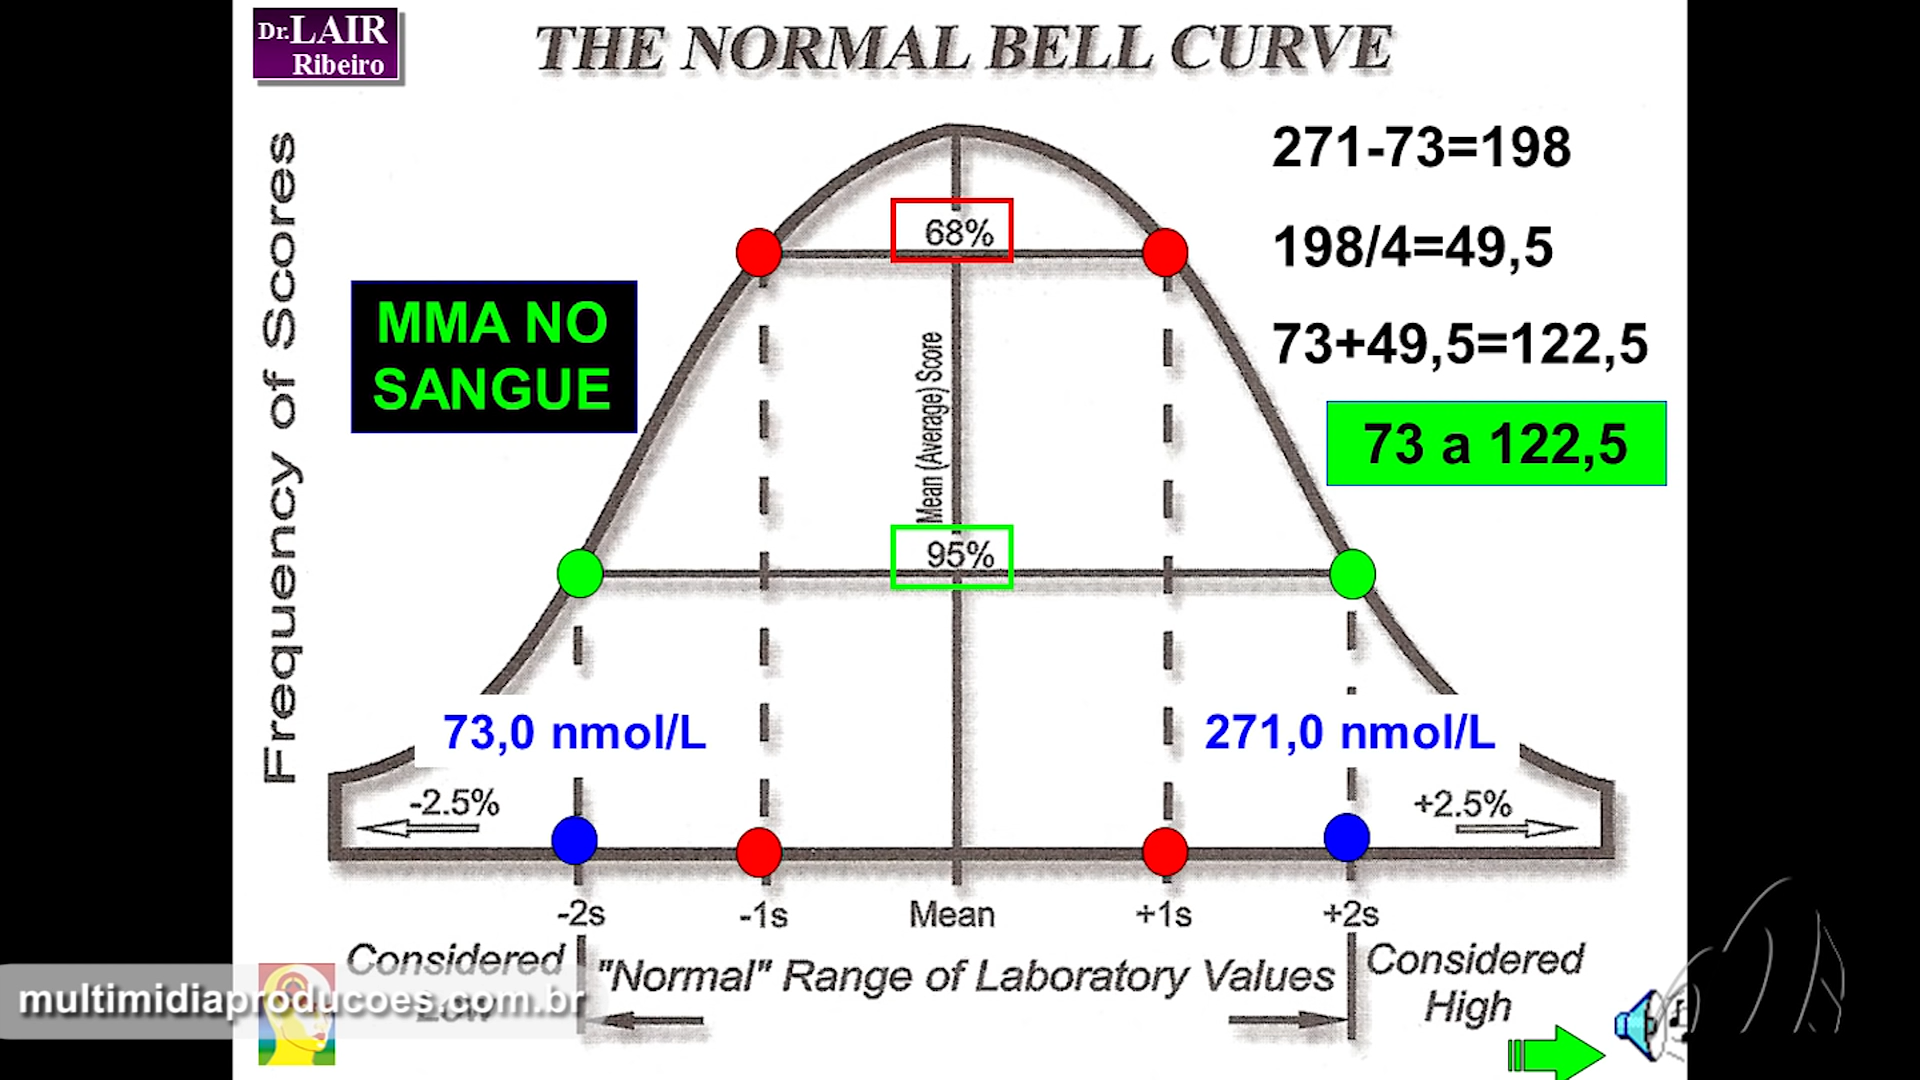 Dr.LAIR
Ribeiro
THE NORMAL BELL CURVE
Frequency of Scores
271-73=198
198/4=49,5
73+49,5=122,5
73 a 122,5
68%
MMA NO
SANGUE
Mean (Average) Score
95%
73,0 nmol/L
271,0 nmol/L
-2.5%
+2.5%
-2s
-1s
Mean
+1s
+2s
Considered
Low
"Normal" Range of Laboratory Values
Considered
High
multimidiaproducoes.com.br